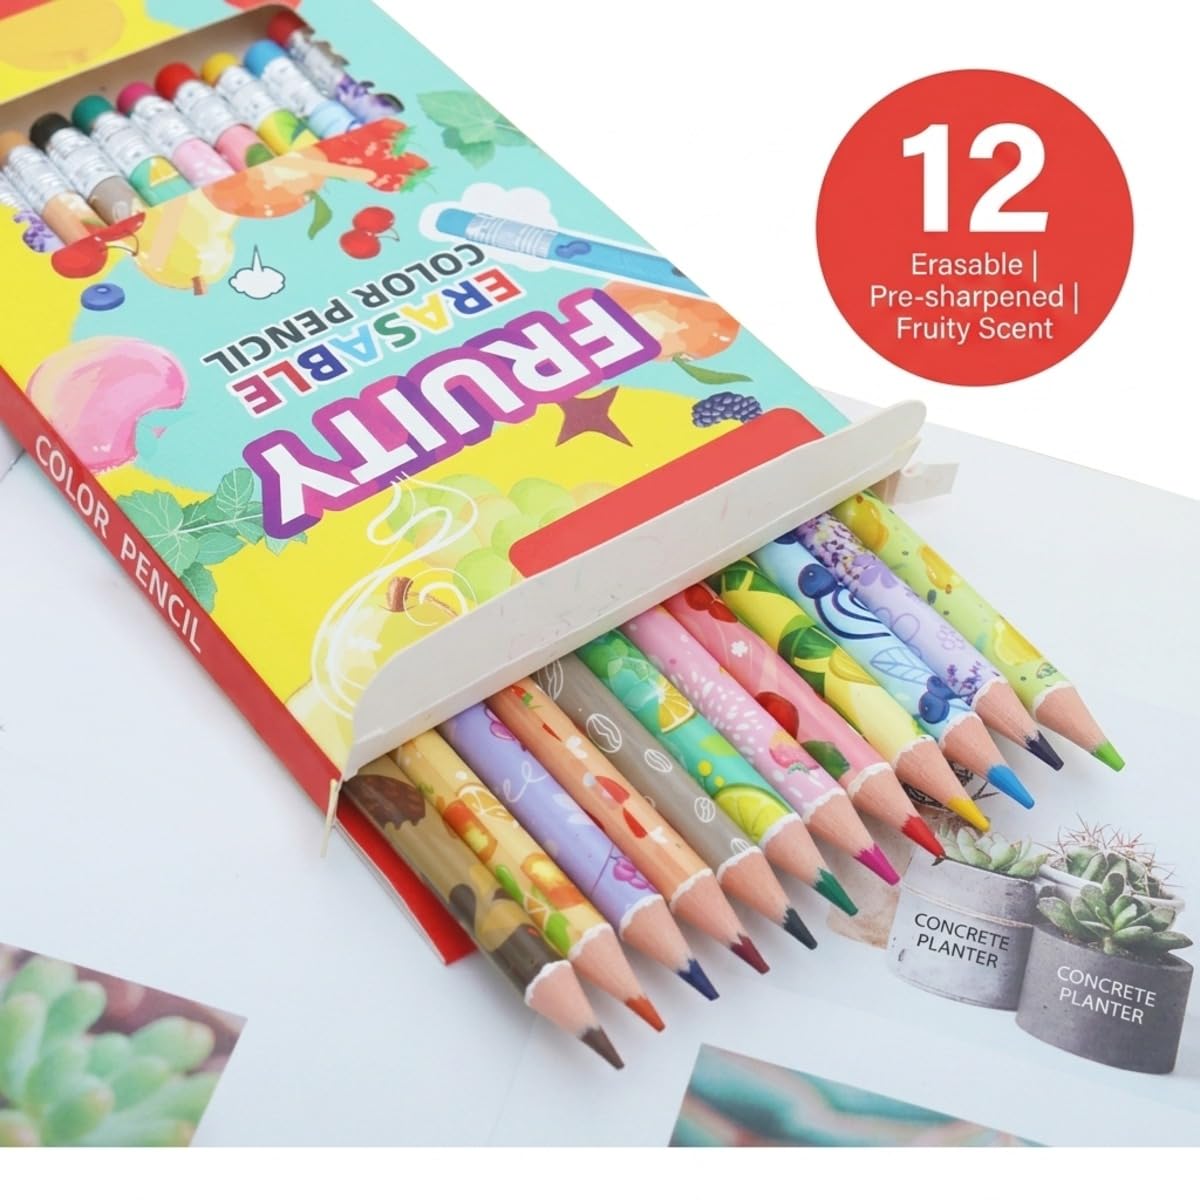 12
Erasable |
Pre-sharpened |
Fruity Scent
FRUITY
ERASABLE
COLOR PENCIL
COLOR PENCIL
CONCRETE
PLANTER
CONCRETE
PLANTER